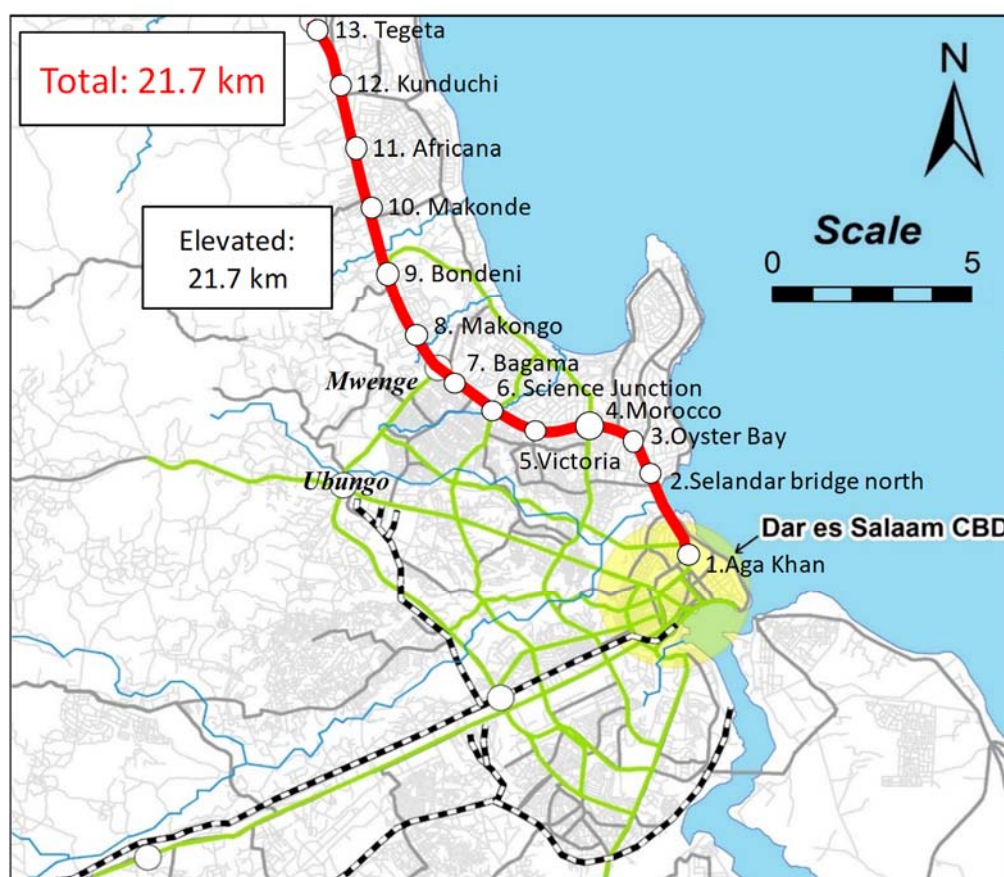 13. Tegeta
Total: 21.7 km
12. Kunduchi
N
11. Africana
10. Makonde
Elevated:
21.7 km
Scale
0 5
9. Bondeni
8. Makongo
7. Bagama
Mwenge
6. Science Junction
4.Morocco
3.Oyster Bay
5.Victoria
Ubungo
2.Selandar bridge north
Dar es Salaam CBD
1.Aga Khan